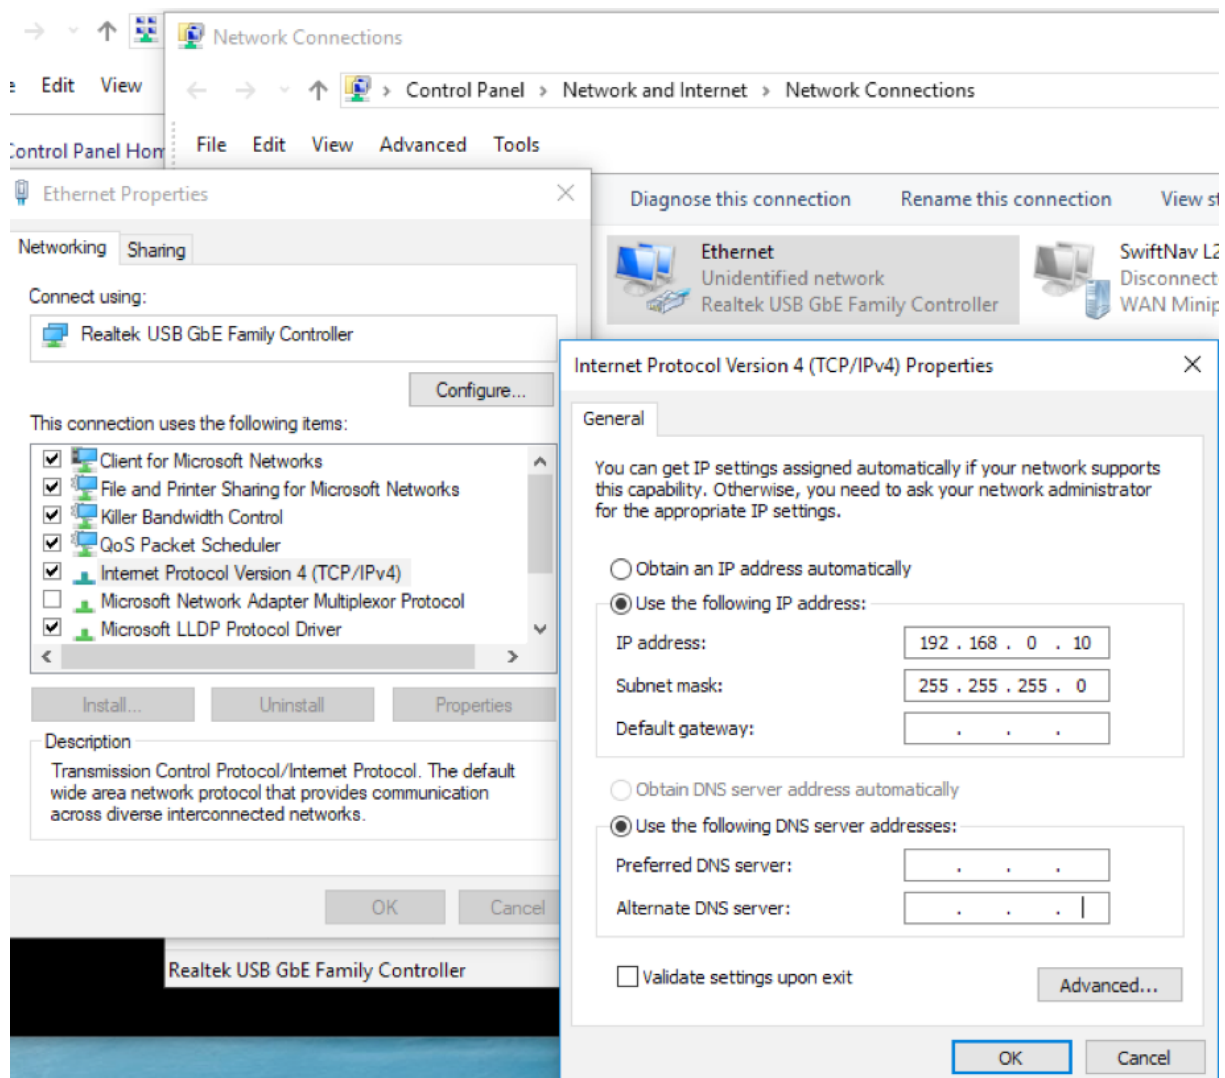 Network Connections
Edit View
Control Panel > Network and Internet > Network Connections
File Edit View Advanced Tools
Control Panel
Ethernet Properties
Diagnose this connection Rename this connection View
Networking Sharing
Ethernet
Unidentified network
Realtek USB GbE Family Controller
SwiftNav
WAN
Connect using:
Realtek USB GbE Family Controller
Configure...
This connection uses the following items:
Client for Microsoft Networks
File and Printer Sharing for Microsoft Networks
Killer Bandwidth Control
QoS Packet Scheduler
Internet Protocol Version 4 (TCP/IPv4)
Microsoft Network Adapter Multiplexor Protocol
Microsoft LLDP Protocol Driver
Install... Uninstall Properties
Description
Transmission Control Protocol/Internet Protocol. The default
wide area network protocol that provides communication
across diverse interconnected networks.
OK Cancel
Realtek USB GbE Family Controller
Internet Protocol Version 4 (TCP/IPv4) Properties
General
You can get IP settings assigned automatically if your network supports
this capability. Otherwise, you need to ask your network administrator
for the appropriate IP settings.
Obtain an IP address automatically
Use the following IP address:
IP address: 192 . 168 . 0 . 10
Subnet mask: 255 . 255 . 255 . 0
Default gateway: . . .
Obtain DNS server address automatically
Use the following DNS server addresses:
Preferred DNS server: . . .
Alternate DNS server: . . .
Validate settings upon exit
Advanced...
OK Cancel